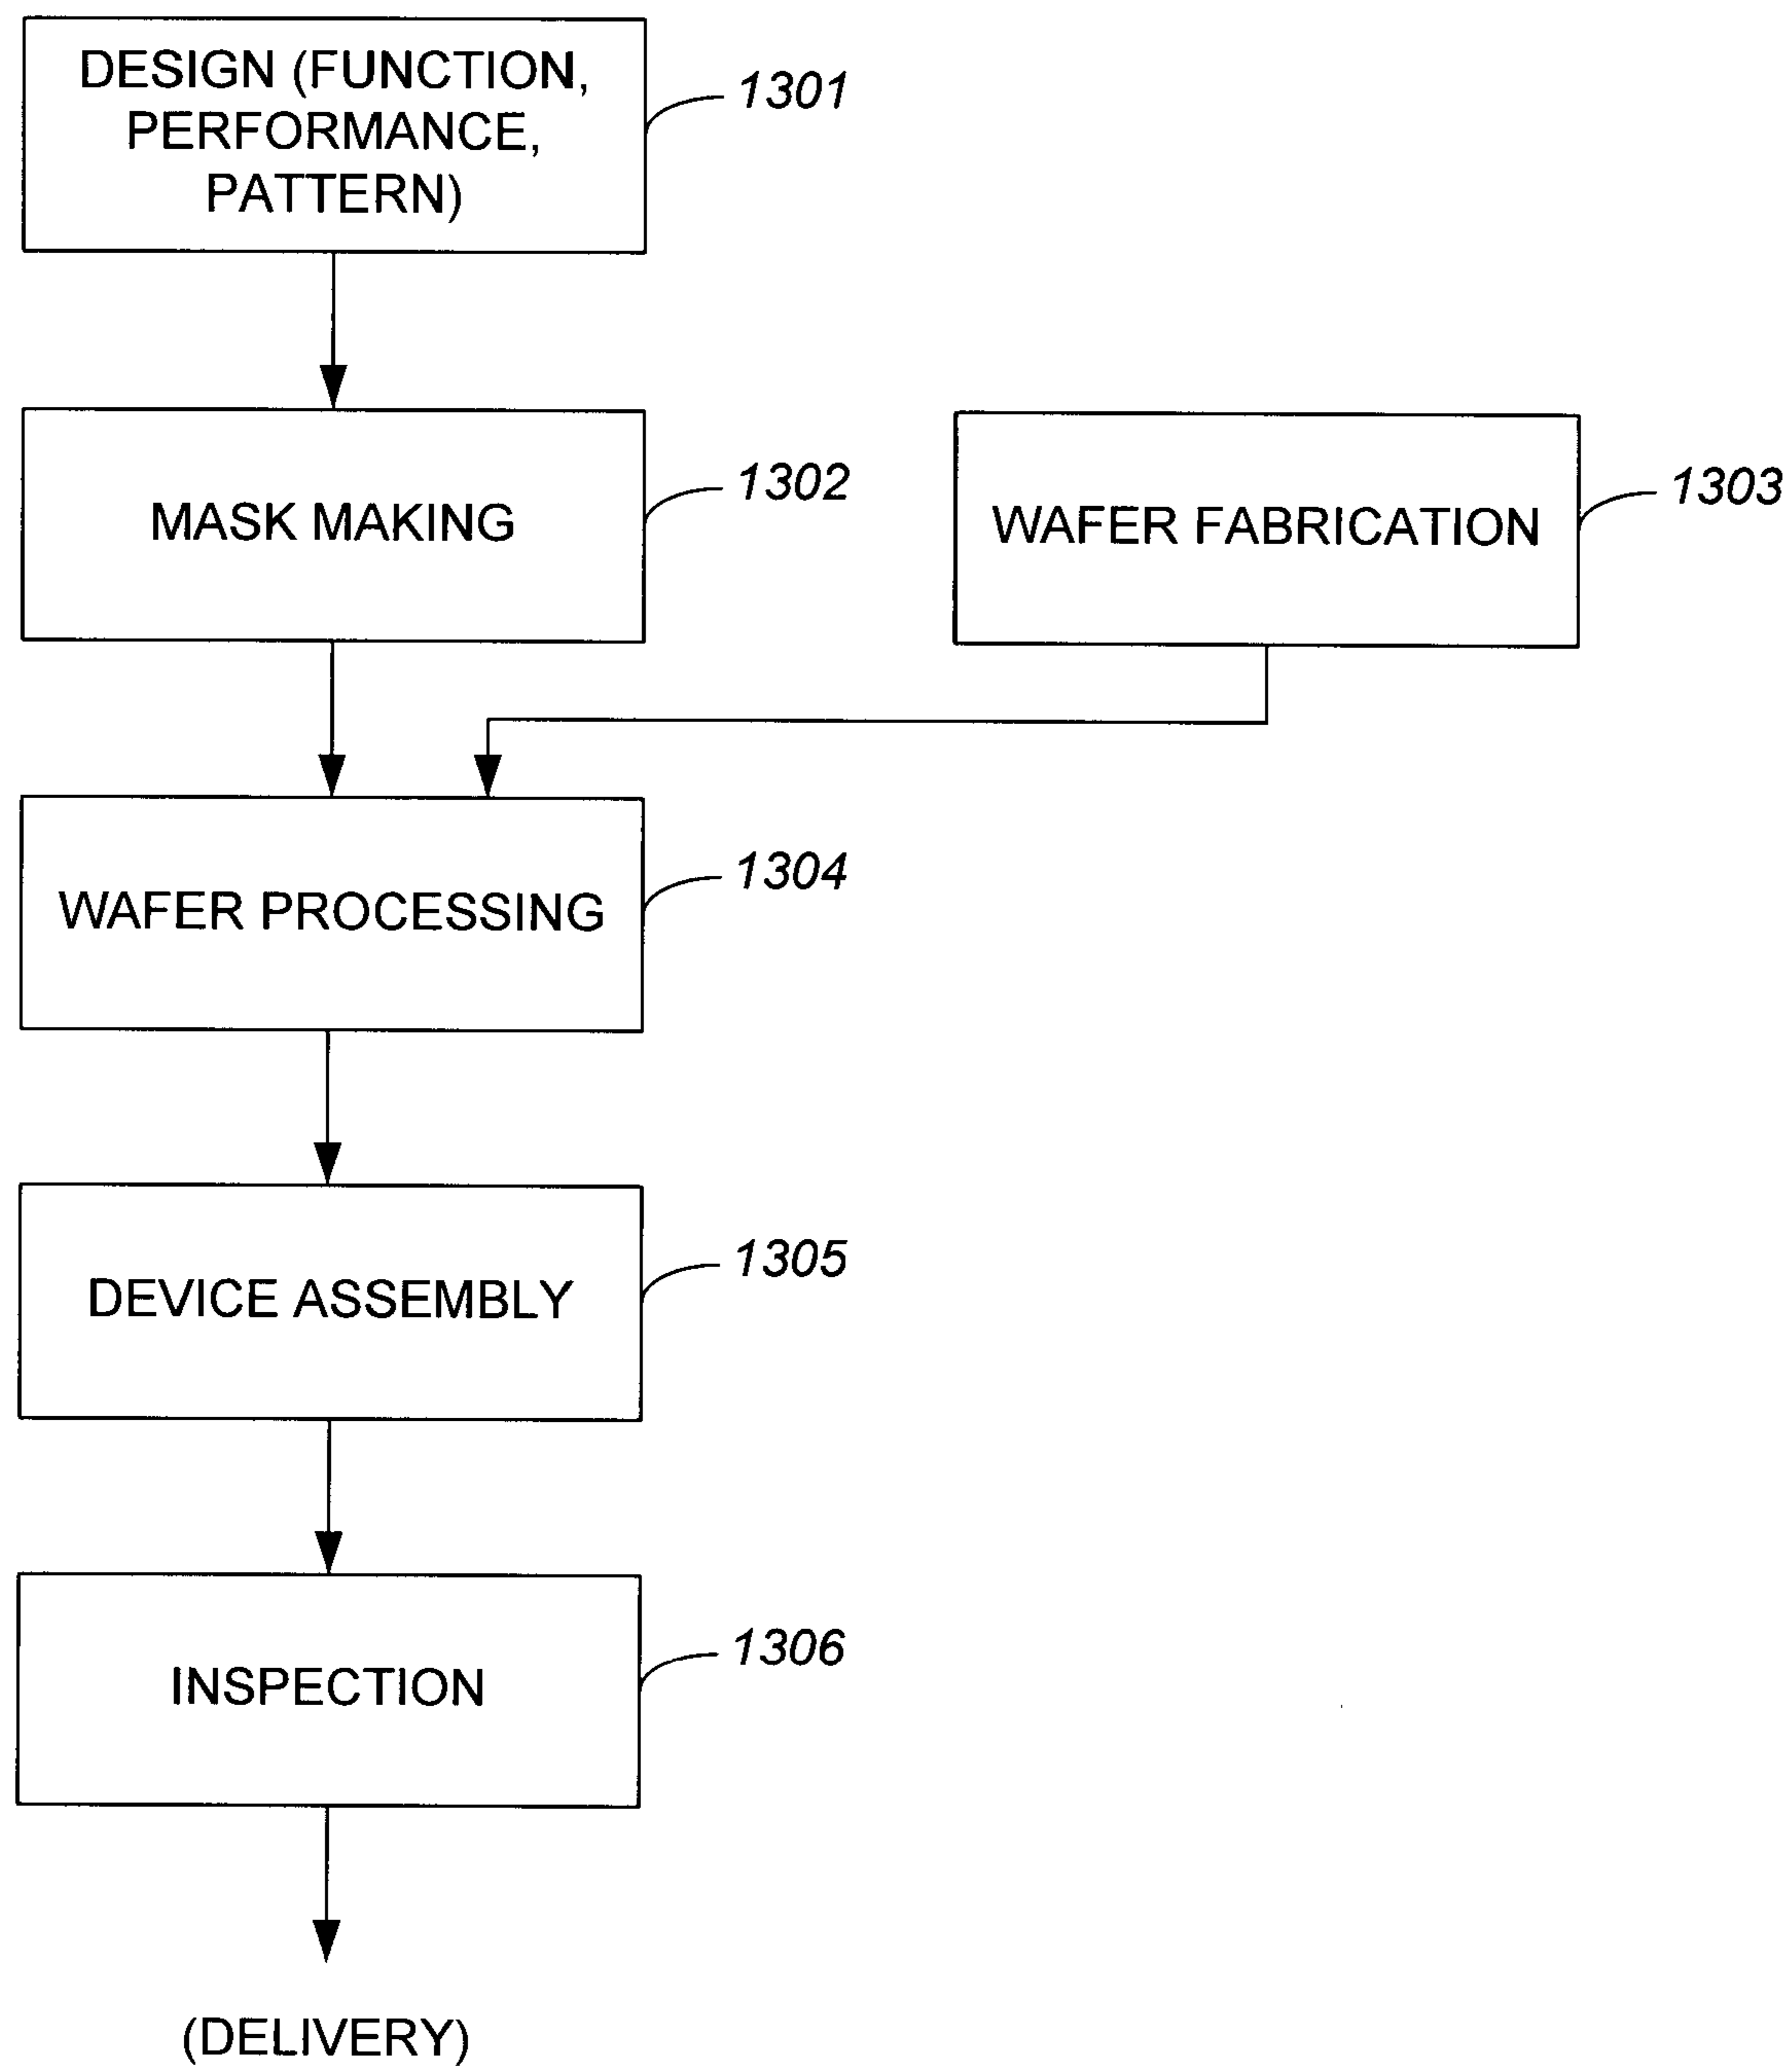 DESIGN (FUNCTION,
PERFORMANCE,
PATTERN)
1301
MASK MAKING
1302
WAFER FABRICATION
1303
WAFER PROCESSING
1304
DEVICE ASSEMBLY
1305
INSPECTION
1306
(DELIVERY)